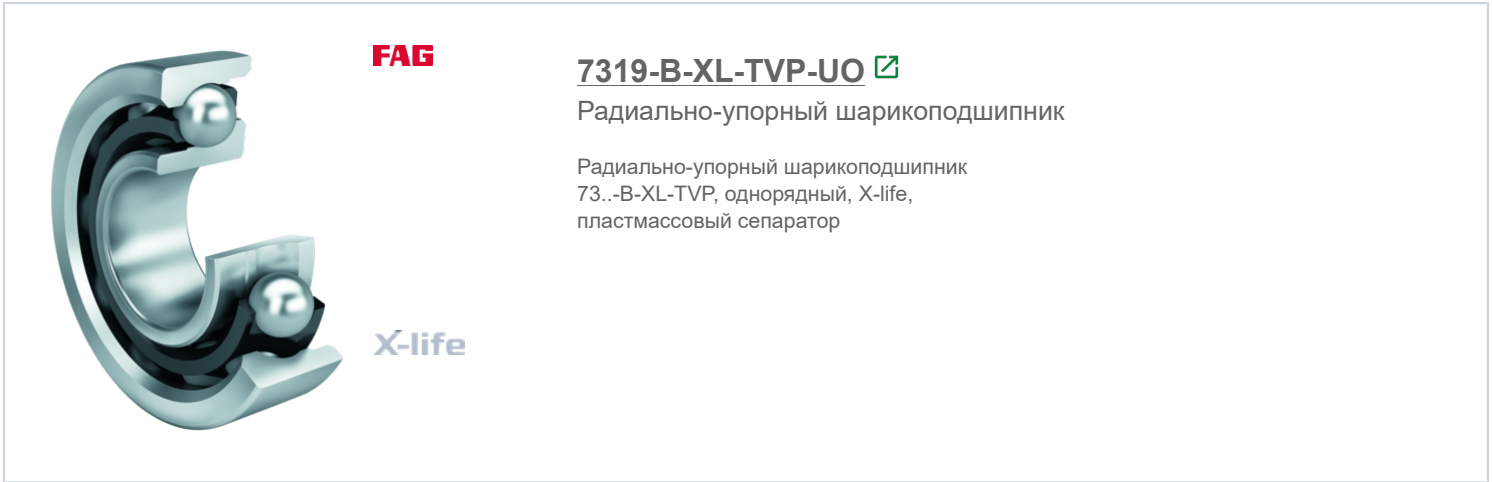 FAG
7319-B-XL-TVP-UO
Радиально-упорный шарикоподшипник
Радиально-упорный шарикоподшипник
73..-B-XL-TVP, однорядный, X-life,
пластмассовый сепаратор
X-life